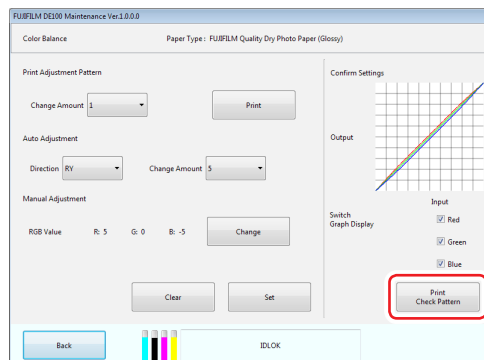 FUJIFILM DE100 Maintenance Ver.1.0.0.0
Color Balance
Paper Type : FUJIFILM Quality Dry Photo Paper (Glossy)
Print Adjustment Pattern
Change Amount 1
Print
Auto Adjustment
Direction RY
Change Amount 5
Manual Adjustment
RGB Value R: 5 G: 0 B: -5
Change
Clear
Set
Confirm Settings
Output
Input
Switch
Graph Display
Red
Green
Blue
Print
Check Pattern
Back
IDLOK